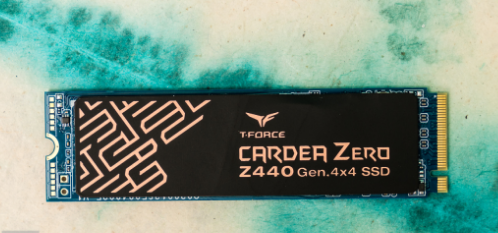 T-FORCE
CARDEA ZERO
Z440 Gen.4x4 SSD